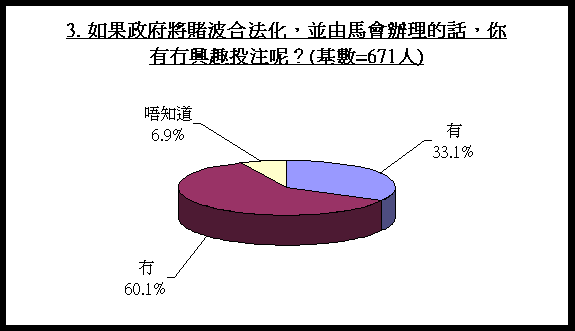 3. 如果政府將賭波合法化，並由馬會辦理的話，你
有冇興趣投注呢？(基數=671人)
唔知道
6.9%
有
33.1%
冇
60.1%